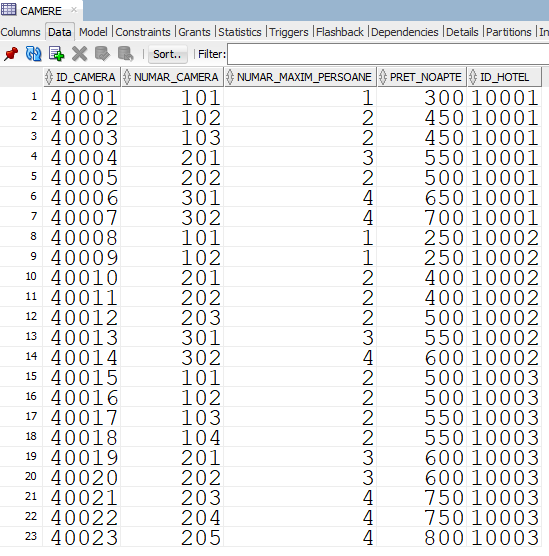 CAMERE ×
Columns Data Model Constraints Grants Statistics Triggers Flashback Dependencies Details Partitions In
Sort.. Filter:
ID_CAMERA NUMAR_CAMERA NUMAR_MAXIM_PERSOANE PRET_NOAPTE ID_HOTEL
1 40001 101 1 300 10001
2 40002 102 2 450 10001
3 40003 103 2 450 10001
4 40004 201 3 550 10001
5 40005 202 2 500 10001
6 40006 301 4 650 10001
7 40007 302 4 700 10001
8 40008 101 1 250 10002
9 40009 102 1 250 10002
10 40010 201 2 400 10002
11 40011 202 2 400 10002
12 40012 203 2 500 10002
13 40013 301 3 550 10002
14 40014 302 4 600 10002
15 40015 101 2 500 10003
16 40016 102 2 500 10003
17 40017 103 2 550 10003
18 40018 104 2 550 10003
19 40019 201 3 600 10003
20 40020 202 3 600 10003
21 40021 203 4 750 10003
22 40022 204 4 750 10003
23 40023 205 4 800 10003